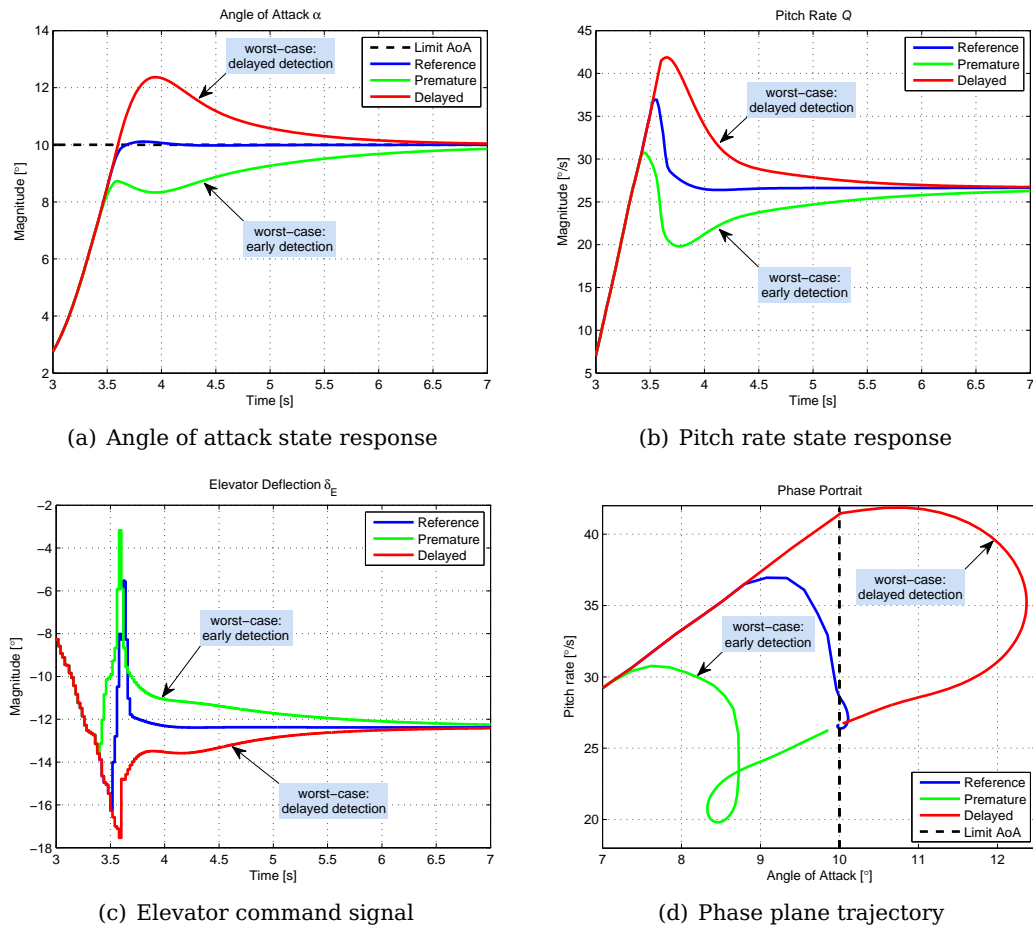 Angle of Attack α
14
12
10
8
6
4
2
3
3.5
4
4.5
5
5.5
6
6.5
7
Magnitude [°]
Time [s]
worst−case:
delayed detection
worst−case:
early detection
Limit AoA
Reference
Premature
Delayed
(a) Angle of attack state response
Pitch Rate Q
45
40
35
30
25
20
15
10
5
3
3.5
4
4.5
5
5.5
6
6.5
7
Magnitude [°/s]
Time [s]
worst−case:
delayed detection
worst−case:
early detection
Reference
Premature
Delayed
(b) Pitch rate state response
Elevator Deflection δE
−2
−4
−6
−8
−10
−12
−14
−16
−18
3
3.5
4
4.5
5
5.5
6
6.5
7
Magnitude [°]
Time [s]
worst−case:
early detection
worst−case:
delayed detection
Reference
Premature
Delayed
(c) Elevator command signal
Phase Portrait
40
35
30
25
20
7
8
9
10
11
12
Pitch rate [°/s]
Angle of Attack [°]
worst−case:
early detection
worst−case:
delayed detection
Reference
Premature
Delayed
Limit AoA
(d) Phase plane trajectory